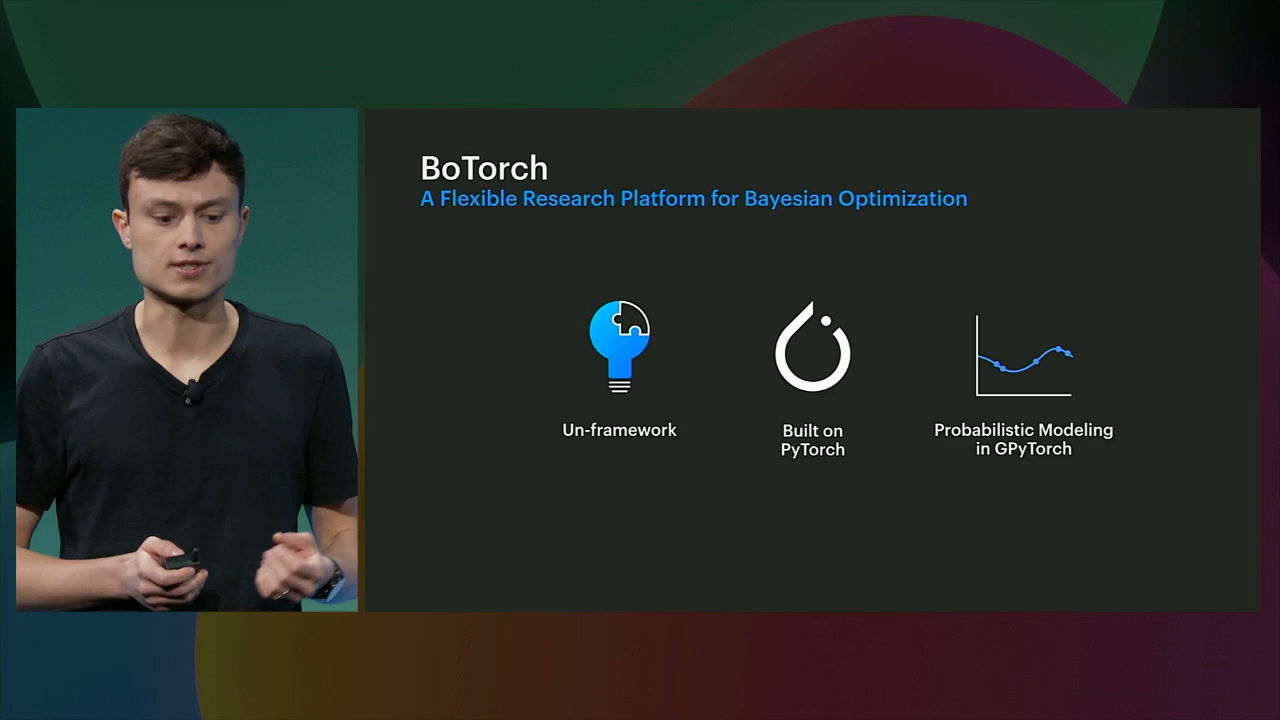 BoTorch
A Flexible Research Platform for Bayesian Optimization
Un-framework
Built on
PyTorch
Probabilistic Modeling
in GPyTorch